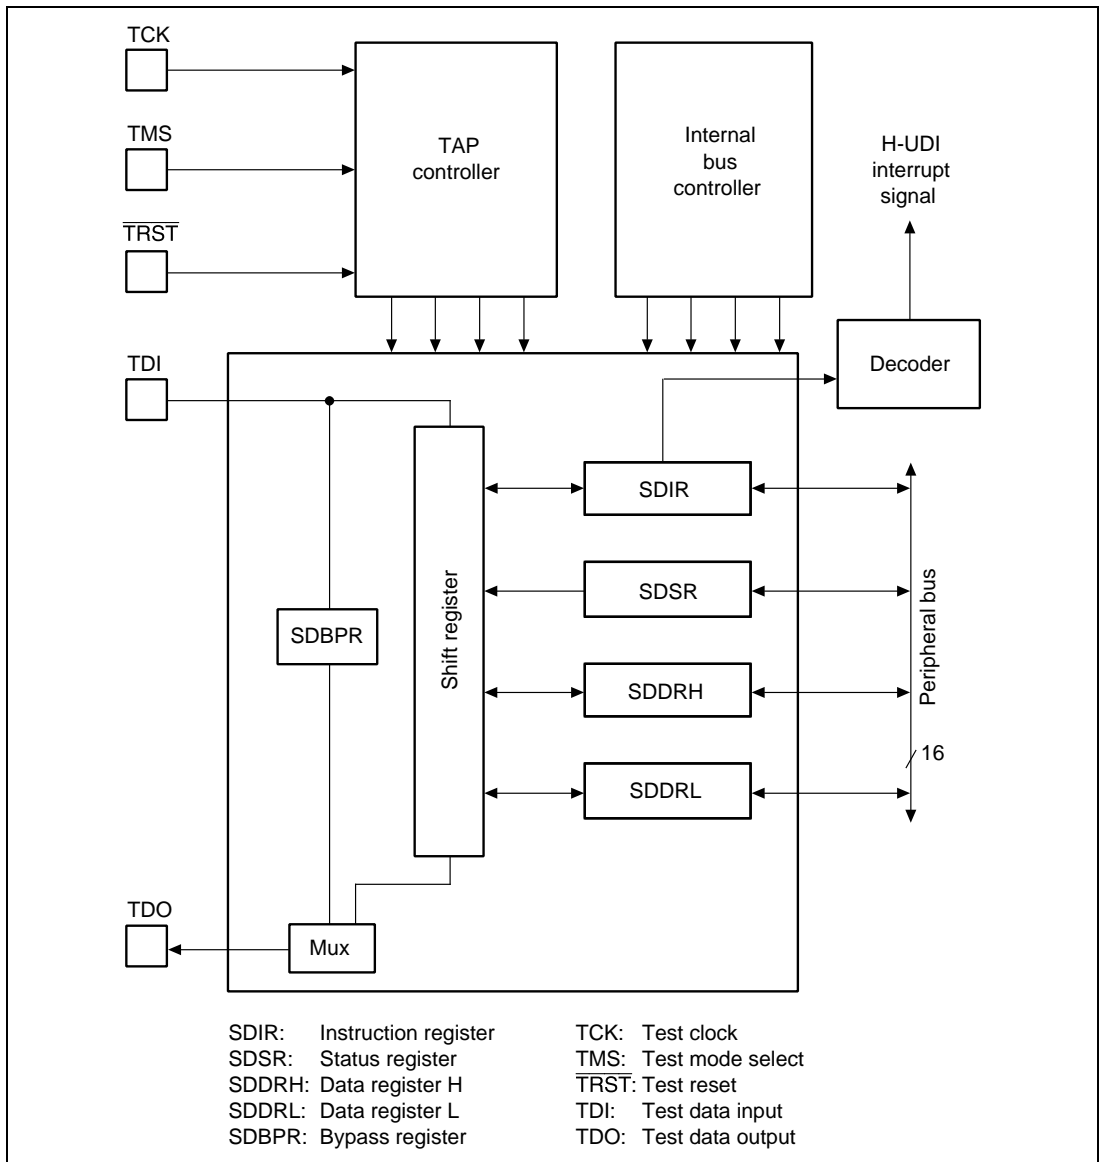 TCK
TMS
TRST
TAP
controller
Internal
bus
controller
H-UDI
interrupt
signal
Decoder
TDI
SDIR
SDSR
SDDRH
SDDRL
SDBPR
Shift register
Peripheral bus
16
TDO
Mux
SDIR: Instruction register
SDSR: Status register
SDDRH: Data register H
SDDRL: Data register L
SDBPR: Bypass register
TCK: Test clock
TMS: Test mode select
TRST: Test reset
TDI: Test data input
TDO: Test data output